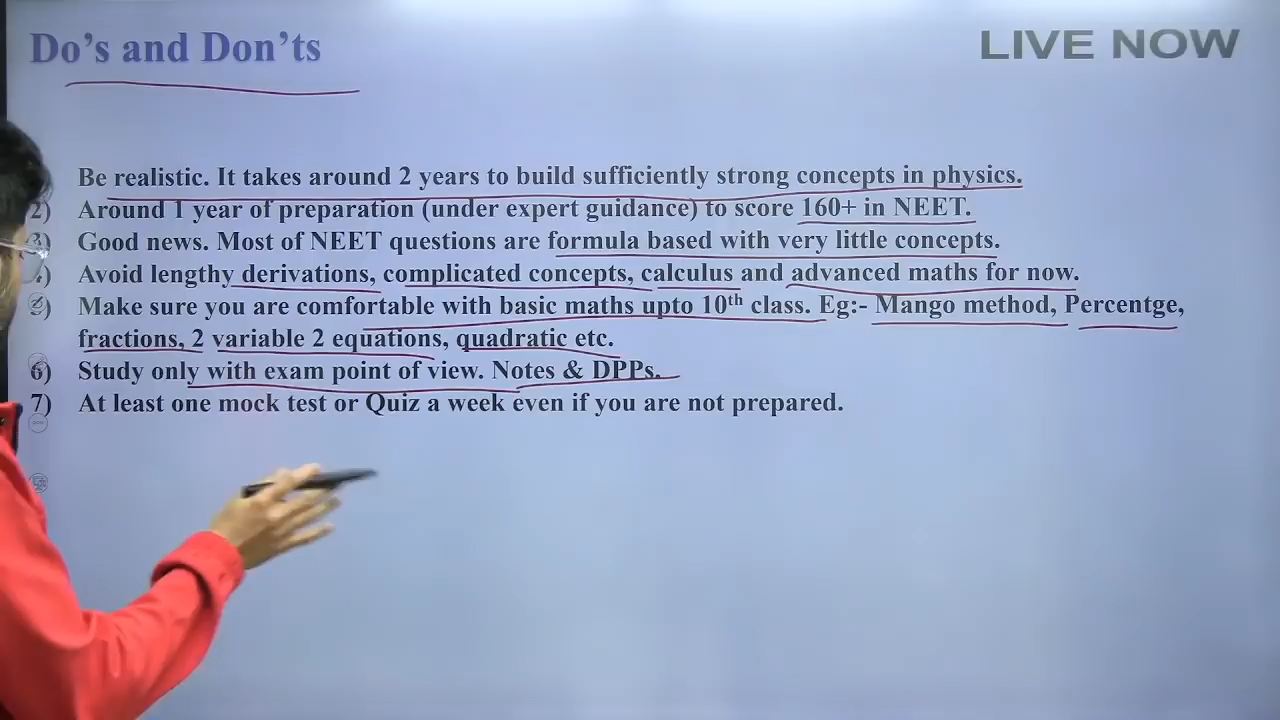 Do's and Don'ts
LIVE NOW
Be realistic. It takes around 2 years to build sufficiently strong concepts in physics.
2) Around 1 year of preparation (under expert guidance) to score 160+ in NEET.
3) Good news. Most of NEET questions are formula based with very little concepts.
Avoid lengthy derivations, complicated concepts, calculus and advanced maths for now.
Make sure you are comfortable with basic maths upto 10th class. Eg:- Mango method, Percentge,
fractions, 2 variable 2 equations, quadratic etc.
6) Study only with exam point of view. Notes & DPPs.
7) At least one mock test or Quiz a week even if you are not prepared.